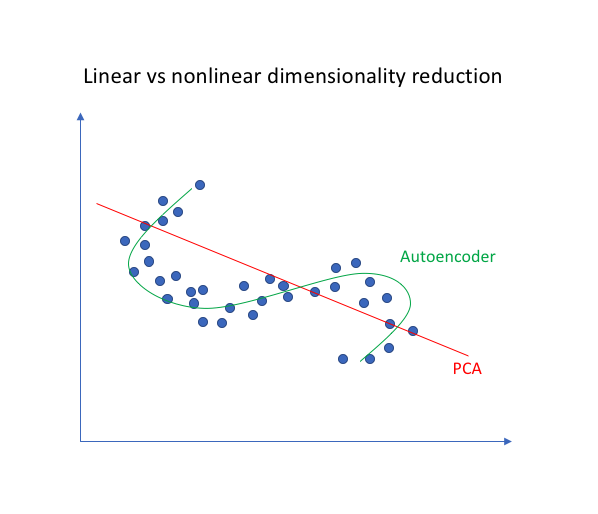 Linear vs nonlinear dimensionality reduction
Autoencoder
PCA